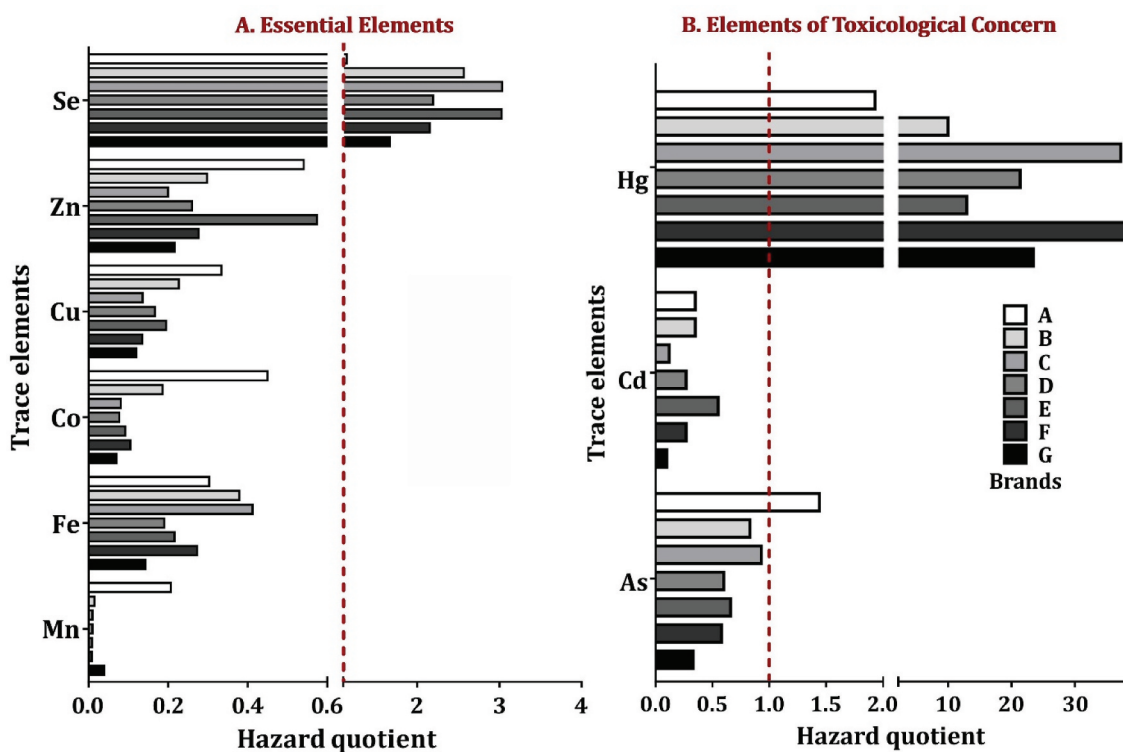 A. Essential Elements
Trace elements
Se
Zn
Cu
Co
Fe
Mn
0.0 0.2 0.4 0.6 2 3 4
Hazard quotient
B. Elements of Toxicological Concern
Trace elements
Hg
Cd
As
A
B
C
D
E
F
G
Brands
0.0 0.5 1.0 1.5 2.0 10 20 30
Hazard quotient